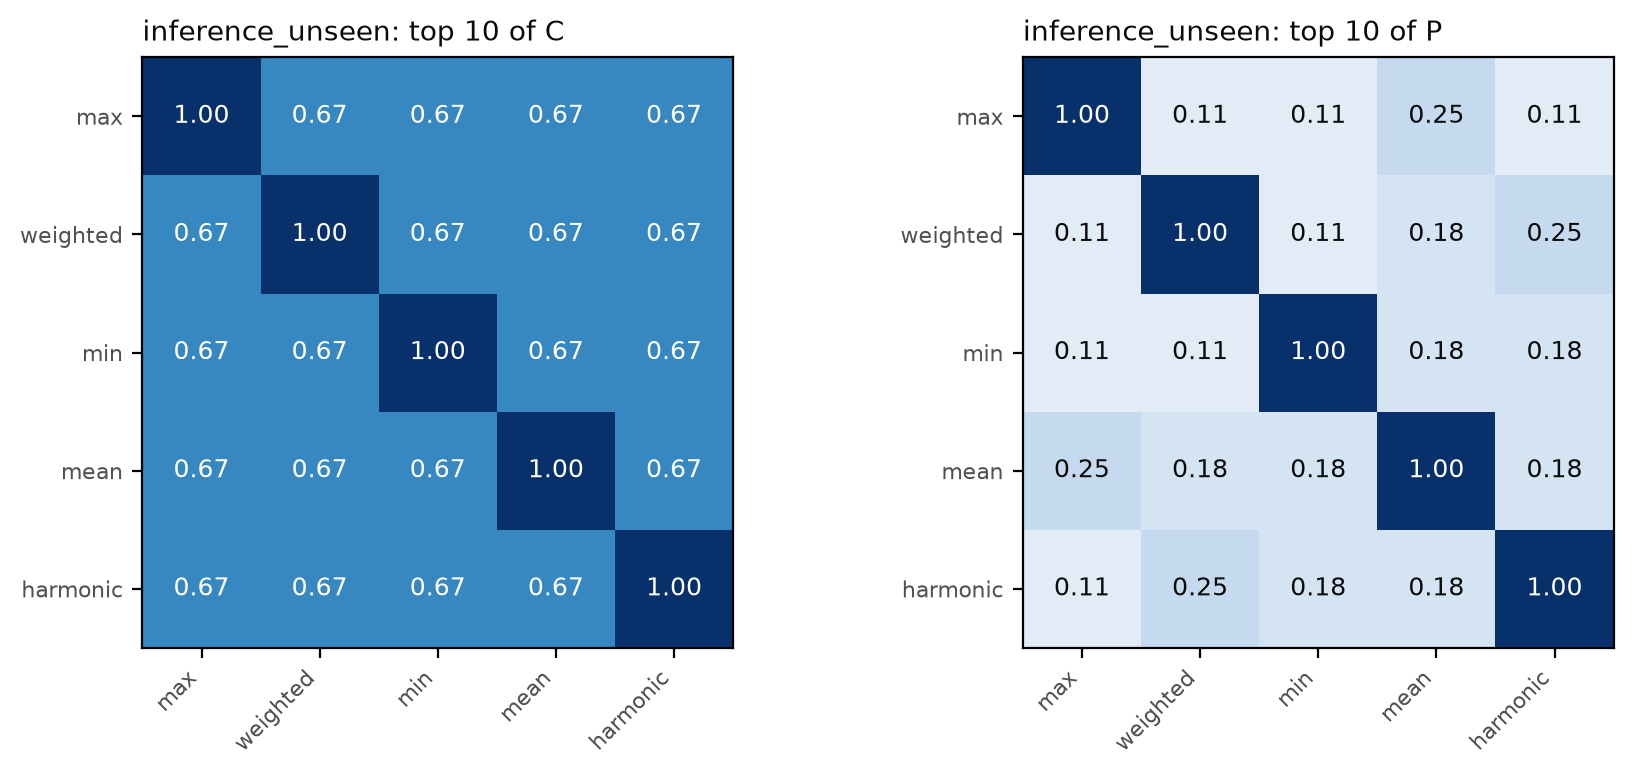 inference_unseen: top 10 of C
max 1.00 0.67 0.67 0.67 0.67
weighted 0.67 1.00 0.67 0.67 0.67
min 0.67 0.67 1.00 0.67 0.67
mean 0.67 0.67 0.67 1.00 0.67
harmonic 0.67 0.67 0.67 0.67 1.00
max weighted min mean harmonic
inference_unseen: top 10 of P
max 1.00 0.11 0.11 0.25 0.11
weighted 0.11 1.00 0.11 0.18 0.25
min 0.11 0.11 1.00 0.18 0.18
mean 0.25 0.18 0.18 1.00 0.18
harmonic 0.11 0.25 0.18 0.18 1.00
max weighted min mean harmonic